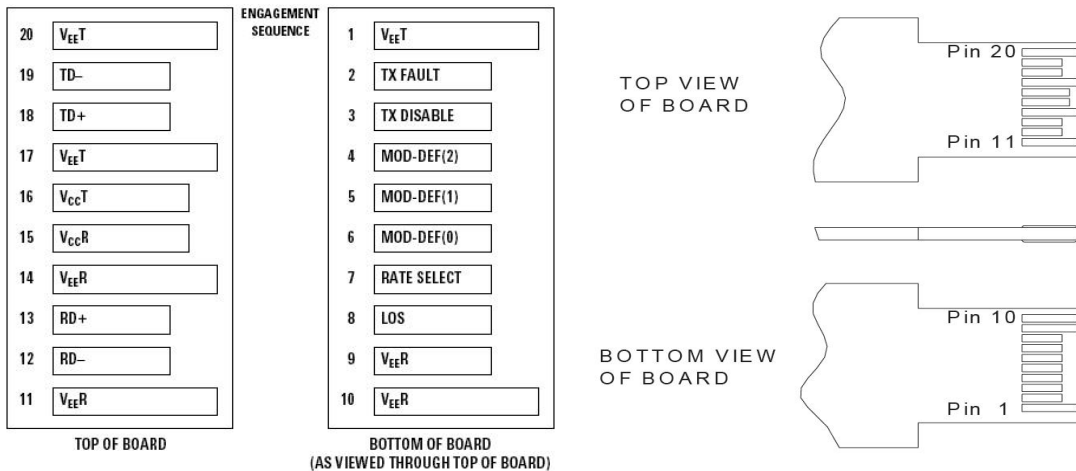 ENGAGEMENT
SEQUENCE
20 VEET
19 TD–
18 TD+
17 VEET
16 VCCT
15 VCCR
14 VEER
13 RD+
12 RD–
11 VEER
TOP OF BOARD
1 VEET
2 TX FAULT
3 TX DISABLE
4 MOD-DEF(2)
5 MOD-DEF(1)
6 MOD-DEF(0)
7 RATE SELECT
8 LOS
9 VEER
10 VEER
BOTTOM OF BOARD
(AS VIEWED THROUGH TOP OF BOARD)
TOP VIEW
OF BOARD
Pin 20
Pin 11
BOTTOM VIEW
OF BOARD
Pin 10
Pin 1